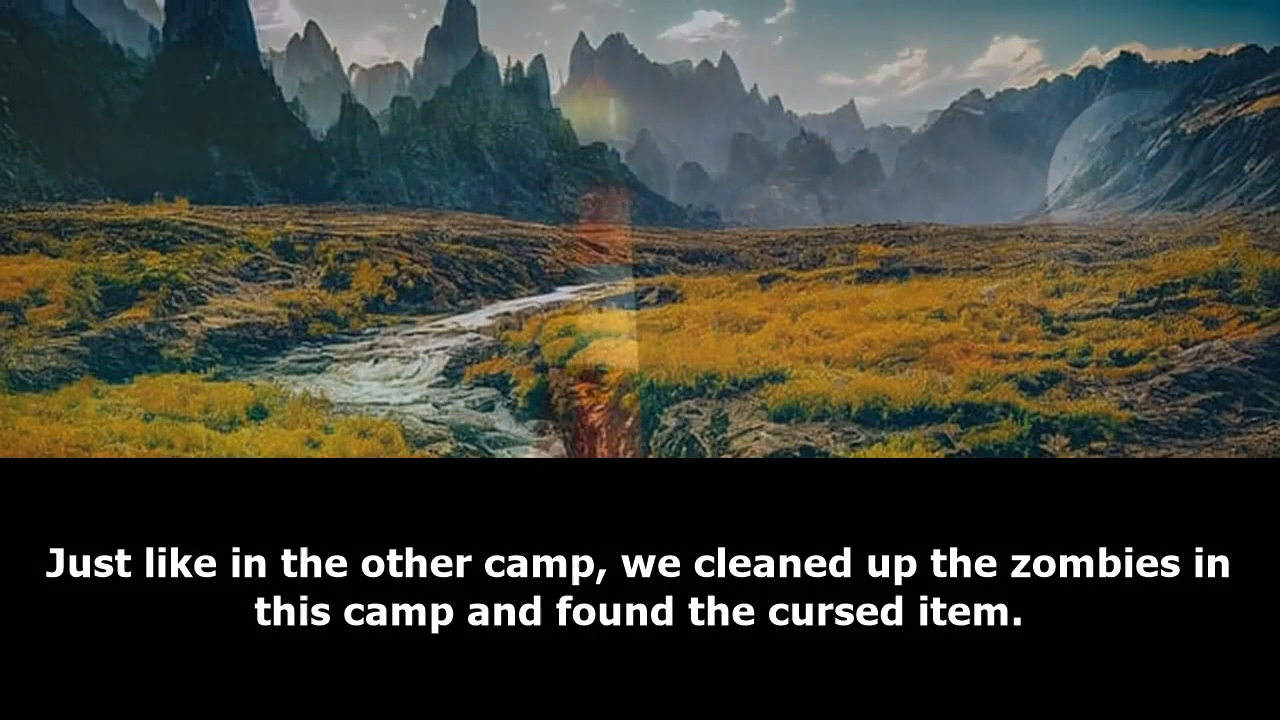 Just like in the other camp, we cleaned up the zombies in
this camp and found the cursed item.